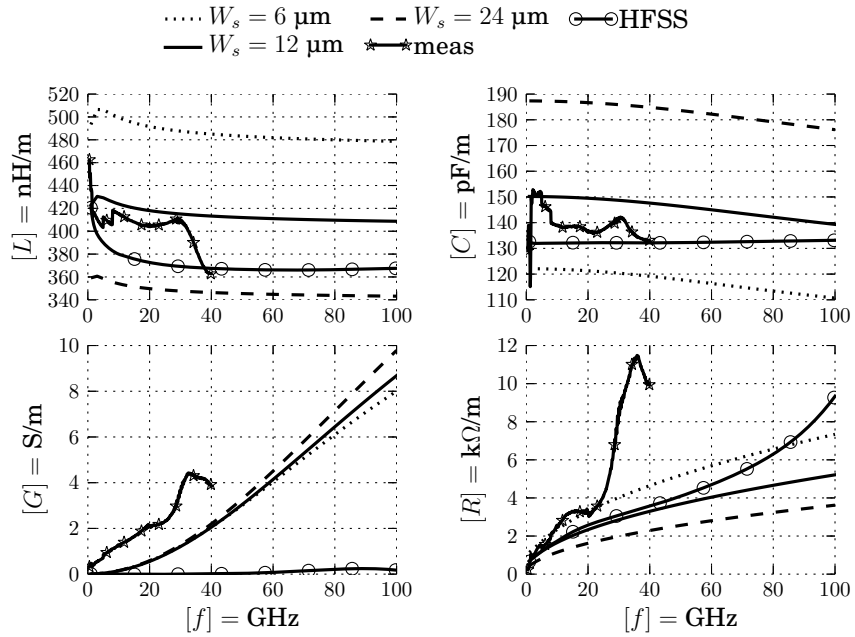 W_s = 6 µm W_s = 24 µm HFSS
W_s = 12 µm meas
[L] = nH/m
520
500
480
460
440
420
400
380
360
340
0 20 40 60 80 100
[C] = pF/m
190
180
170
160
150
140
130
120
110
0 20 40 60 80 100
[G] = S/m
10
8
6
4
2
0
0 20 40 60 80 100
[f] = GHz
[R] = kΩ/m
12
10
8
6
4
2
0
0 20 40 60 80 100
[f] = GHz